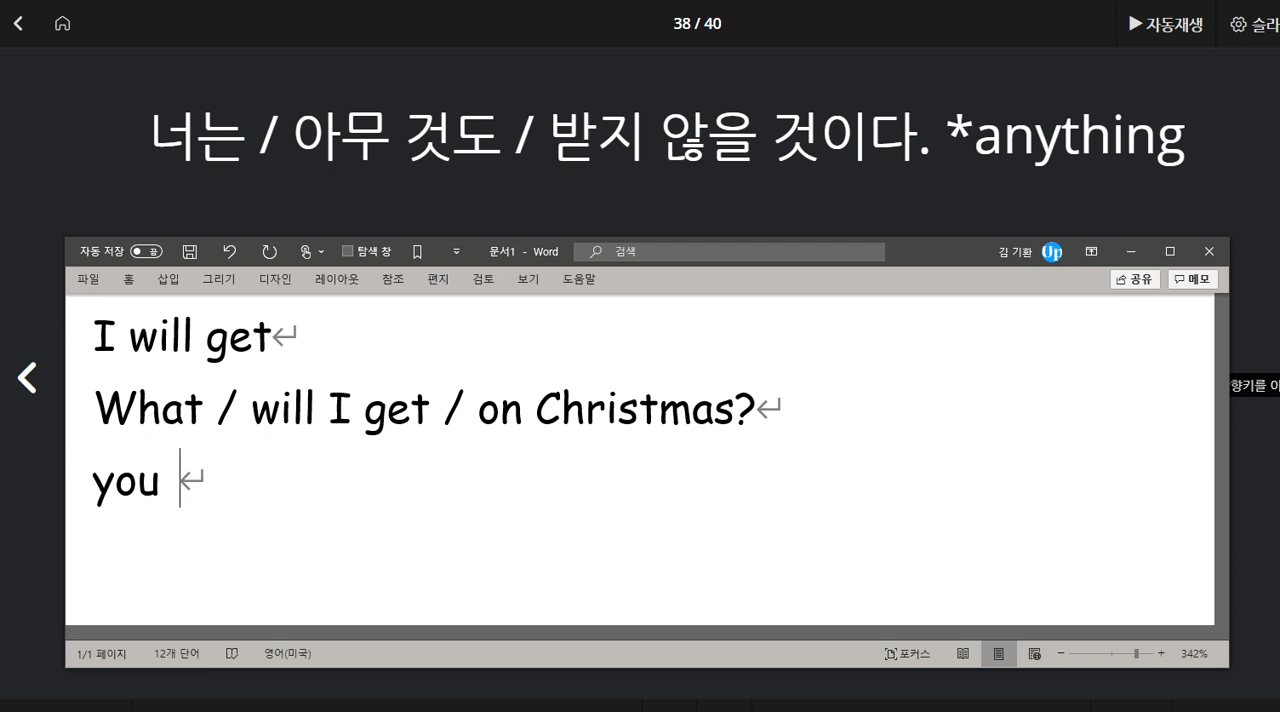 38 / 40
▶ 자동재생
슬라
너는 / 아무 것도 / 받지 않을 것이다. *anything
자동 저장 끔
탐색 창
문서1 - Word
검색
김 기환
Up
파일 홈 삽입 그리기 디자인 레이아웃 참조 편지 검토 보기 도움말
공유
메모
I will get↵
What / will I get / on Christmas?↵
you ↵
향키를 이
1/1 페이지 12개 단어 영어(미국)
포커스
342%